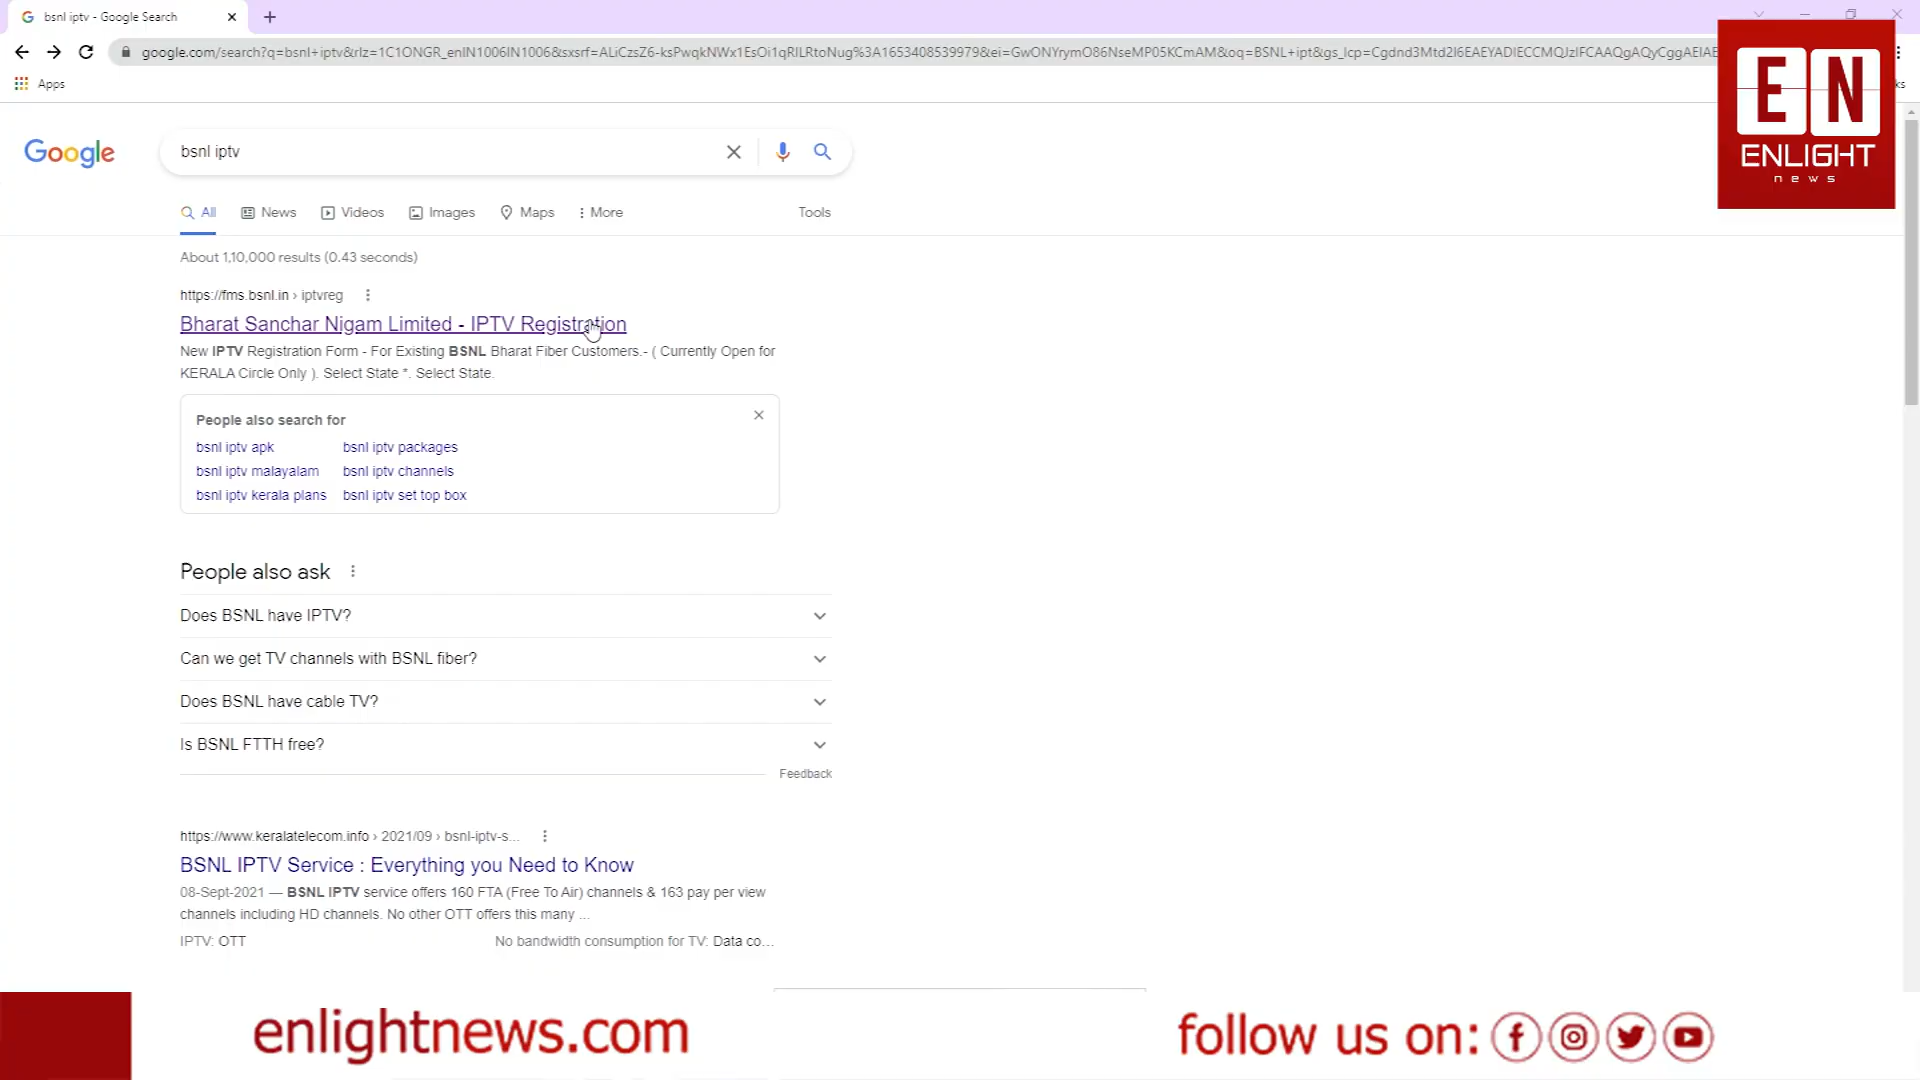 bsnl iptv - Google Search
google.com/search?q=bsnl+iptv&rlz=1C1ONGR_enIN1006IN1006&sxsrf=ALiCzsZ6-ksPwqkNWx1EsOi1qRILRtoNug%3A1653408539979&ei=GwONYrymO86NseMP05KCmAM&oq=BSNL+ipt&gs_lcp=Cgdnd3Mtd2l6EAEYADIECCMQJzIFCAAQgAQyCggAEIAE
Apps
EN
ENLIGHT
news
Google
bsnl iptv
All News Videos Images Maps More Tools
About 1,10,000 results (0.43 seconds)
https://fms.bsnl.in › iptvreg
Bharat Sanchar Nigam Limited - IPTV Registration
New IPTV Registration Form - For Existing BSNL Bharat Fiber Customers.- ( Currently Open for
KERALA Circle Only ). Select State *. Select State.
People also search for
bsnl iptv apk bsnl iptv packages
bsnl iptv malayalam bsnl iptv channels
bsnl iptv kerala plans bsnl iptv set top box
People also ask
Does BSNL have IPTV?
Can we get TV channels with BSNL fiber?
Does BSNL have cable TV?
Is BSNL FTTH free?
Feedback
https://www.keralatelecom.info › 2021/09 › bsnl-iptv-s...
BSNL IPTV Service : Everything you Need to Know
08-Sept-2021 — BSNL IPTV service offers 160 FTA (Free To Air) channels & 163 pay per view
channels including HD channels. No other OTT offers this many ...
IPTV: OTT No bandwidth consumption for TV: Data co...
enlightnews.com
follow us on: